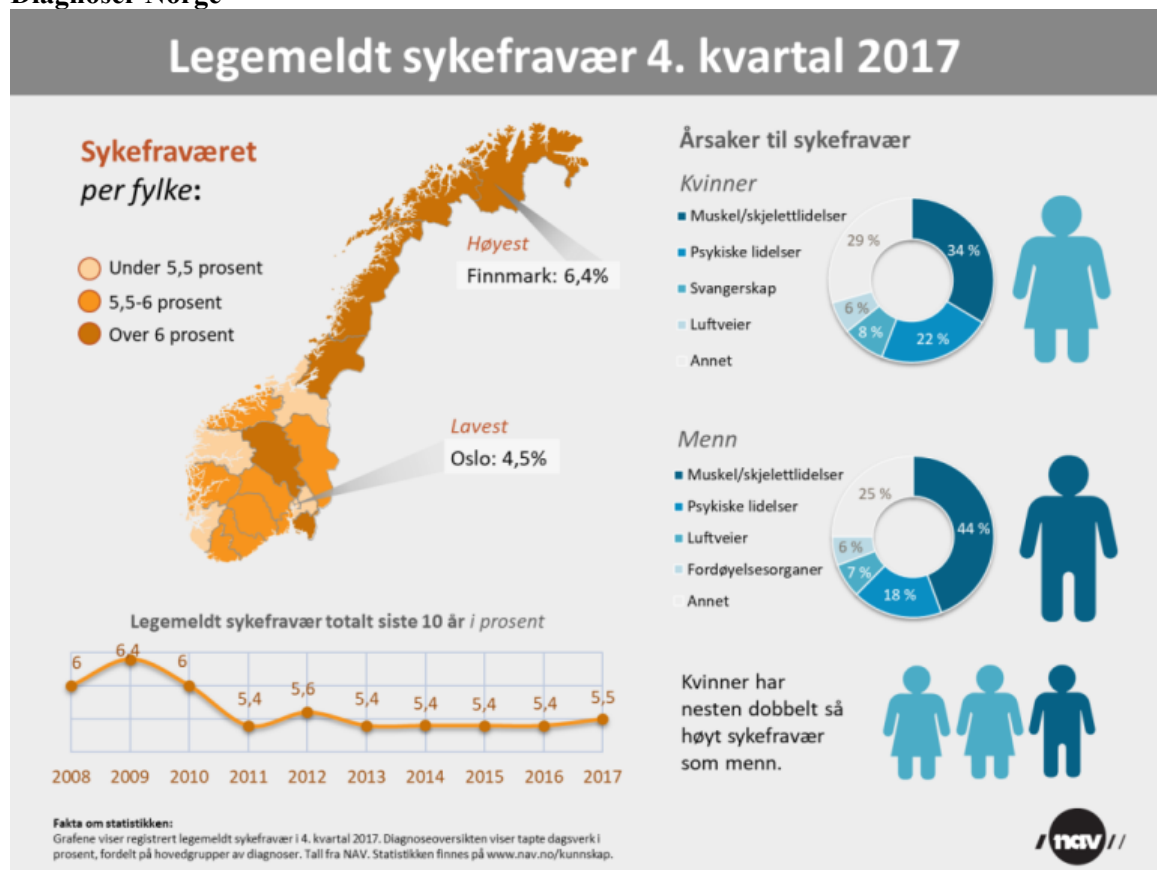 Diagnoser Norge
Legemeldt sykefravær 4. kvartal 2017
Sykefraværet
per fylke:
Under 5,5 prosent
5,5-6 prosent
Over 6 prosent
Høyest
Finnmark: 6,4%
Lavest
Oslo: 4,5%
Legemeldt sykefravær totalt siste 10 år i prosent
6
6,4
6
5,4
5,6
5,4
5,4
5,4
5,4
5,5
2008 2009 2010 2011 2012 2013 2014 2015 2016 2017
Årsaker til sykefravær
Kvinner
Muskel/skjelettlidelser
Psykiske lidelser
Svangerskap
Luftveier
Annet
34 %
22 %
8 %
6 %
29 %
Menn
Muskel/skjelettlidelser
Psykiske lidelser
Luftveier
Fordøyelsesorganer
Annet
44 %
18 %
7 %
6 %
25 %
Kvinner har
nesten dobbelt så
høyt sykefravær
som menn.
Fakta om statistikken:
Grafene viser registrert legemeldt sykefravær i 4. kvartal 2017. Diagnoseoversikten viser tapte dagsverk i
prosent, fordelt på hovedgrupper av diagnoser. Tall fra NAV. Statistikken finnes på www.nav.no/kunnskap.
nav